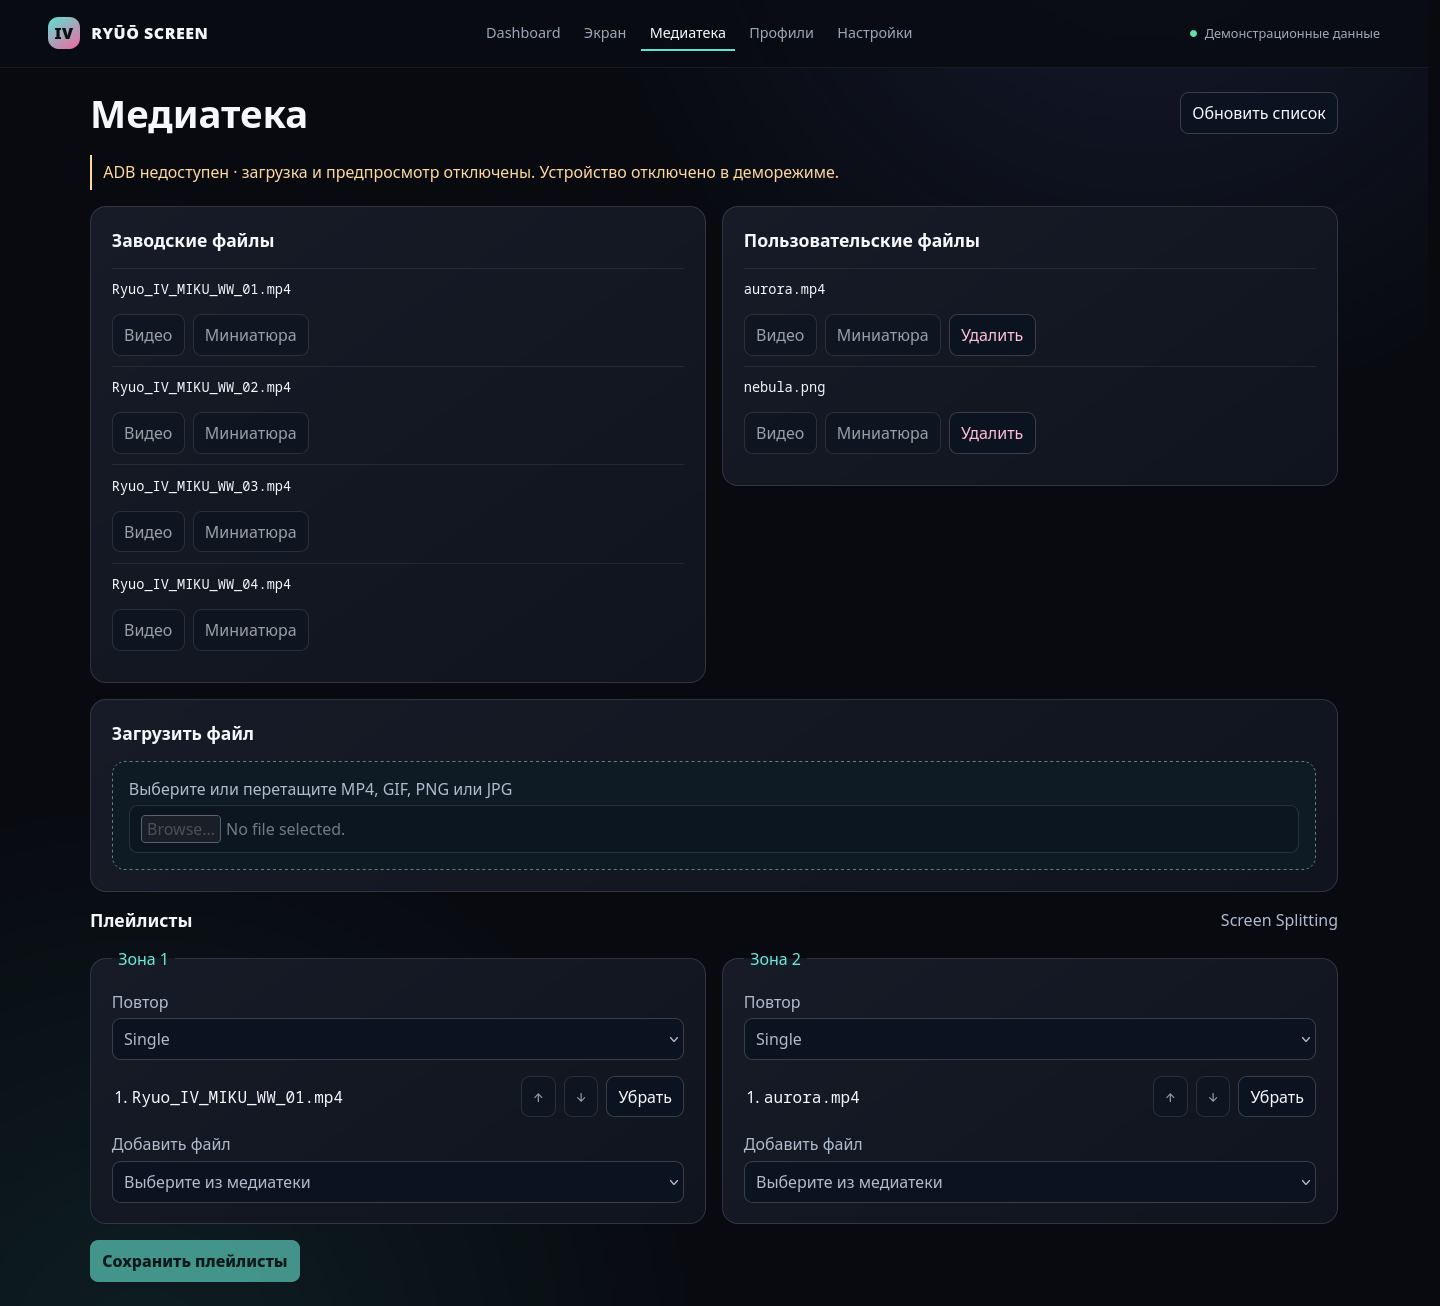 IV RYŪŌ SCREEN
Dashboard Экран Медиатека Профили Настройки
Демонстрационные данные
Медиатека
Обновить список
ADB недоступен · загрузка и предпросмотр отключены. Устройство отключено в деморежиме.
Заводские файлы
Ryuo_IV_MIKU_WW_01.mp4
Видео Миниатюра
Ryuo_IV_MIKU_WW_02.mp4
Видео Миниатюра
Ryuo_IV_MIKU_WW_03.mp4
Видео Миниатюра
Ryuo_IV_MIKU_WW_04.mp4
Видео Миниатюра
Пользовательские файлы
aurora.mp4
Видео Миниатюра Удалить
nebula.png
Видео Миниатюра Удалить
Загрузить файл
Выберите или перетащите MP4, GIF, PNG или JPG
Browse... No file selected.
Плейлисты
Screen Splitting
Зона 1
Повтор
Single
1. Ryuo_IV_MIKU_WW_01.mp4 ↑ ↓ Убрать
Добавить файл
Выберите из медиатеки
Зона 2
Повтор
Single
1. aurora.mp4 ↑ ↓ Убрать
Добавить файл
Выберите из медиатеки
Сохранить плейлисты